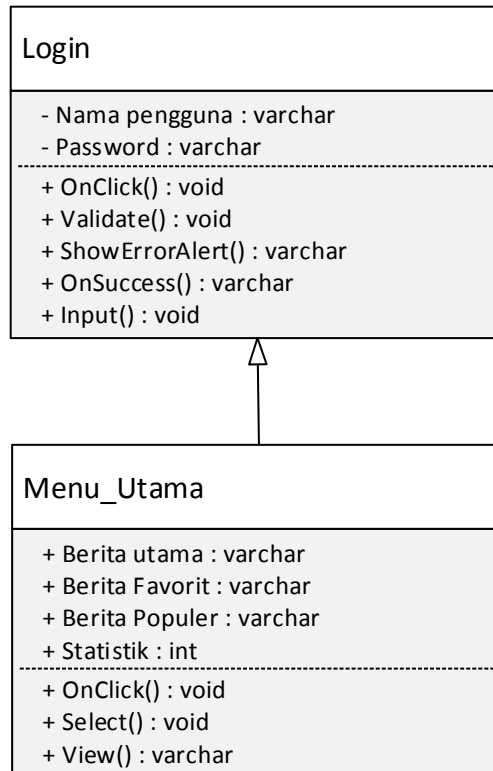 Login
- Nama pengguna : varchar
- Password : varchar
+ OnClick() : void
+ Validate() : void
+ ShowErrorAlert() : varchar
+ OnSuccess() : varchar
+ Input() : void
Menu_Utama
+ Berita utama : varchar
+ Berita Favorit : varchar
+ Berita Populer : varchar
+ Statistik : int
+ OnClick() : void
+ Select() : void
+ View() : varchar